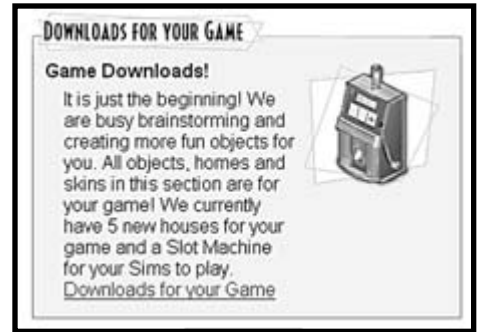 DOWNLOADS FOR YOUR GAME
Game Downloads!
It is just the beginning! We
are busy brainstorming and
creating more fun objects for
you. All objects, homes and
skins in this section are for
your game! We currently
have 5 new houses for your
game and a Slot Machine
for your Sims to play.
Downloads for your Game